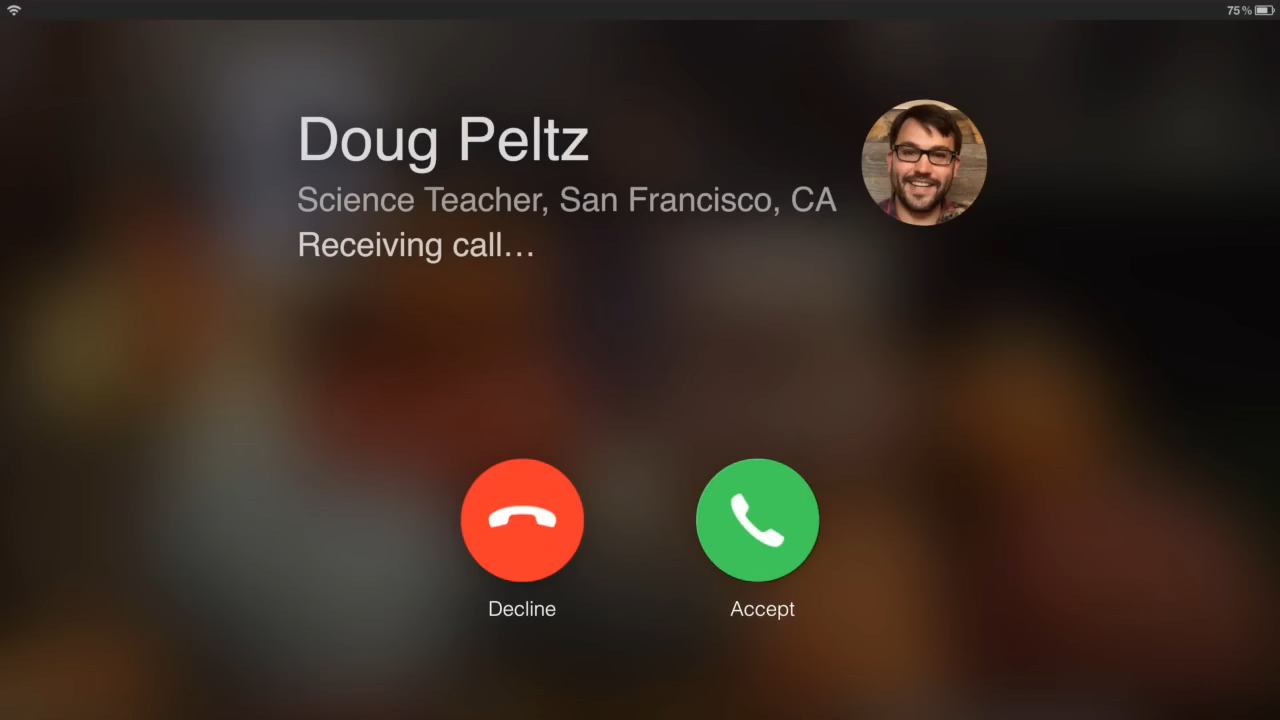 75%
Doug Peltz
Science Teacher, San Francisco, CA
Receiving call...
Decline
Accept